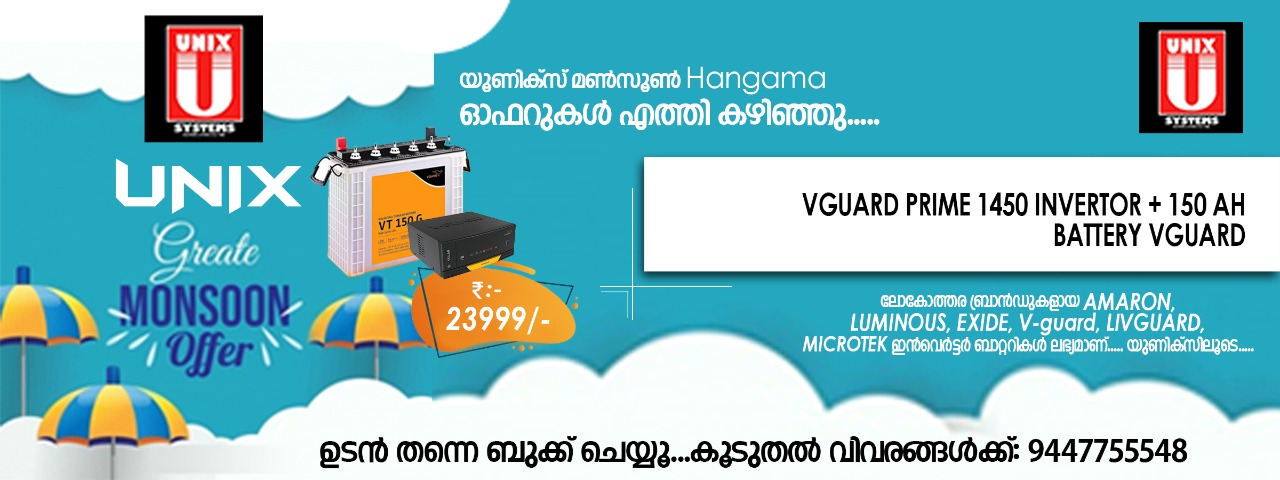 UNIX
U
SYSTEMS
UNIX
Greate
MONSOON
Offer
VT 150 G
₹:-
23999/-
യൂണിക്സ് മൺസൂൺ Hangama
ഓഫറുകൾ എത്തി കഴിഞ്ഞു.....
UNIX
U
SYSTEMS
VGUARD PRIME 1450 INVERTOR + 150 AH
BATTERY VGUARD
ലോകോത്തര ബ്രാൻഡുകളായ AMARON,
LUMINOUS, EXIDE, V-guard, LIVGUARD,
MICROTEK ഇൻവെർട്ടർ ബാറ്ററികൾ ലഭ്യമാണ്..... യുണിക്സിലൂടെ.....
ഉടൻ തന്നെ ബുക്ക് ചെയ്യൂ...കൂടുതൽ വിവരങ്ങൾക്ക്: 9447755548